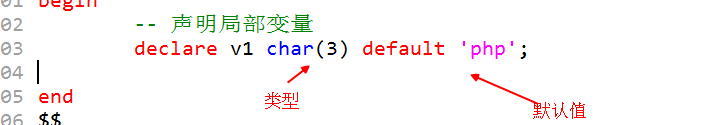 01 begin
02 -- 声明局部变量
03 declare v1 char(3) default 'php';
04
05 end
类型
默认值
06 $$